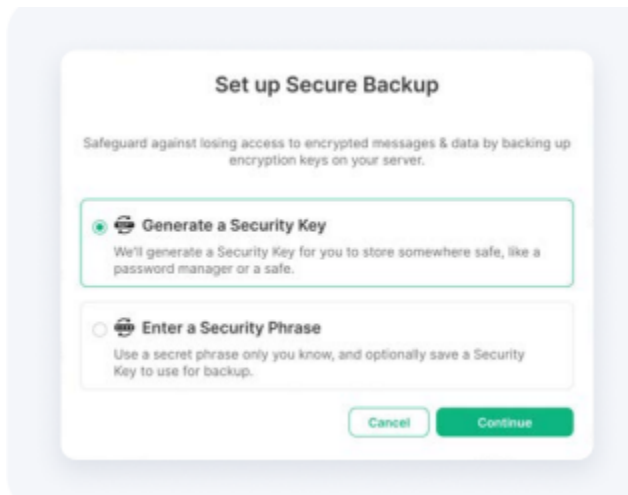 Set up Secure Backup
Safeguard against losing access to encrypted messages & data by backing up
encryption keys on your server.
Generate a Security Key
We'll generate a Security Key for you to store somewhere safe, like a
password manager or a safe.
Enter a Security Phrase
Use a secret phrase only you know, and optionally save a Security
Key to use for backup.
Cancel
Continue